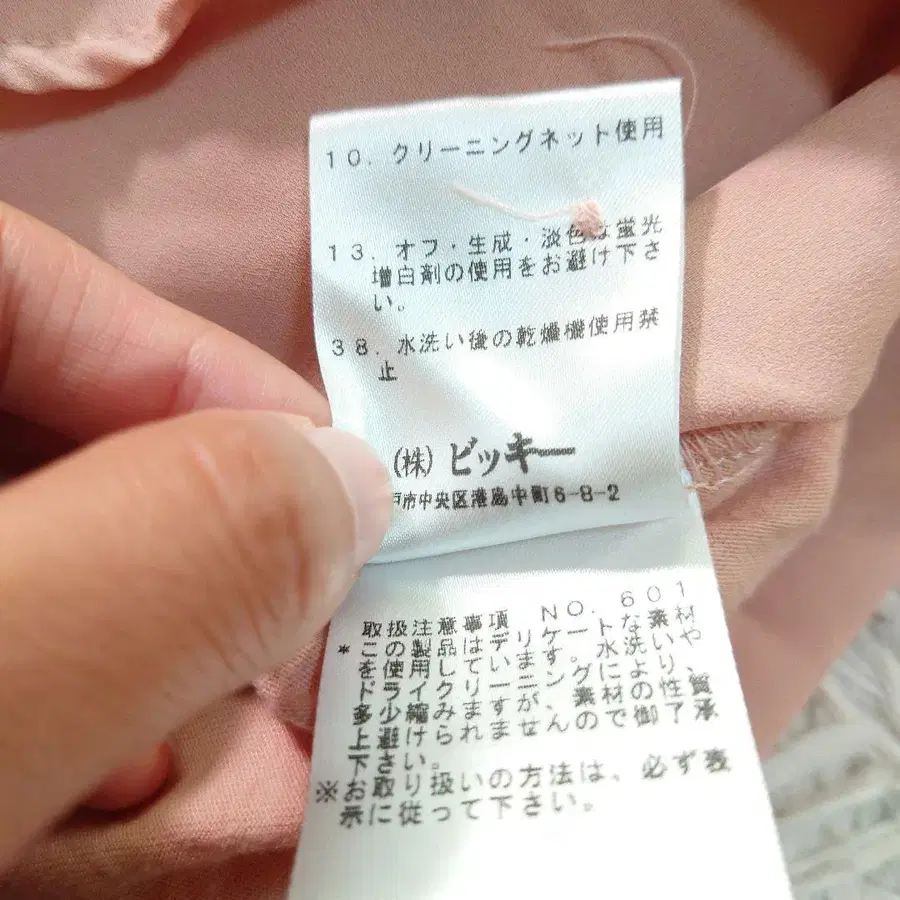 10. クリーニングネット使用
13. オフ・生成・淡色は蛍光
増白剤の使用をお避け下さ
い。
38. 水洗い後の乾燥機使用禁
止
(株)ビッキー
戸市中央区港島中町6-8-2
取扱注意事項 NO. 601
*この製品はデリケートな素材
を使用しています。水洗いや
ドライクリーニングにより、
多少縮みますが、素材の性質
上避けられませんので御了承
下さい。
※お取り扱いの方法は、必ず表
示に従って下さい。